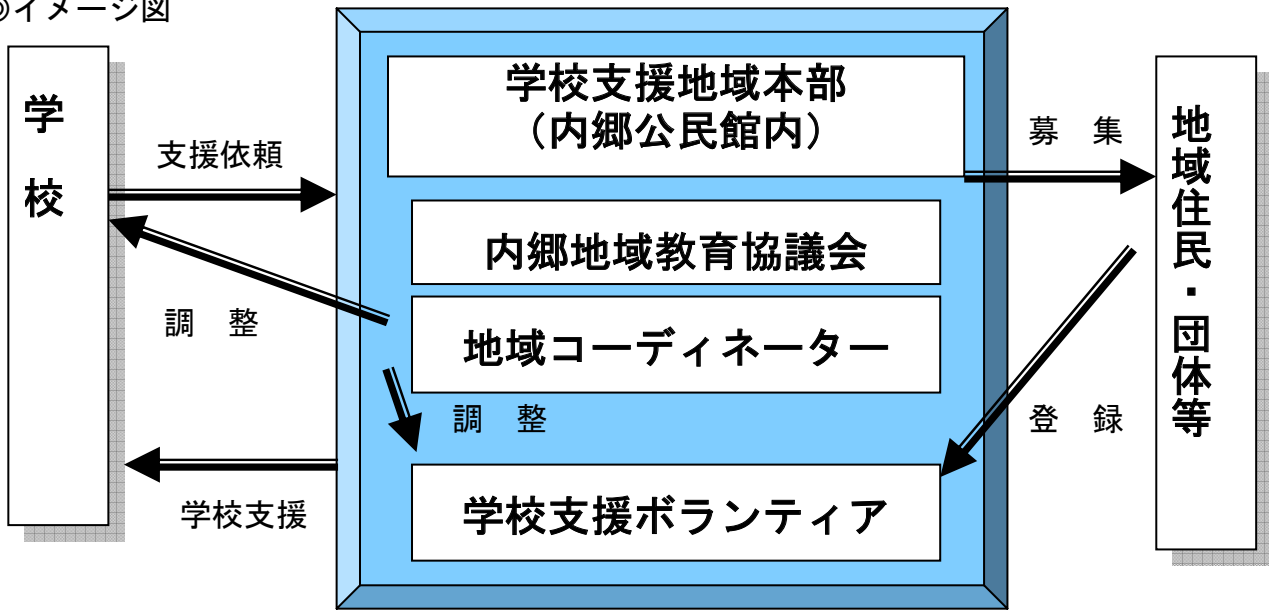 ◎イメージ図
学校
支援依頼
調　整
学校支援
学校支援地域本部
（内郷公民館内）
内郷地域教育協議会
地域コーディネーター
調　整
学校支援ボランティア
募　集
登　録
地域住民・団体等